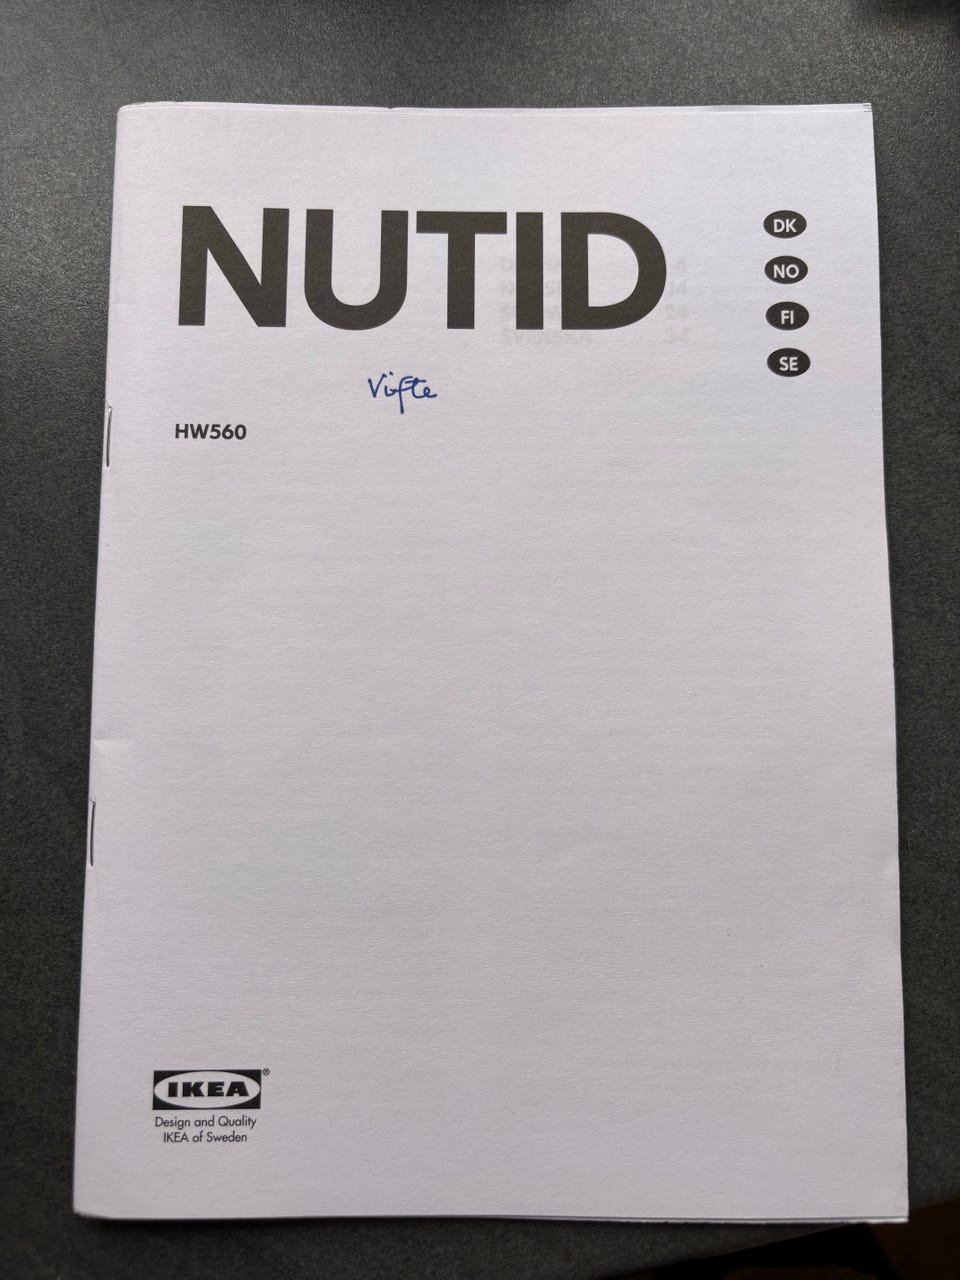 NUTID
DK
NO
FI
SE
Vifte
HW560
IKEA®
Design and Quality
IKEA of Sweden